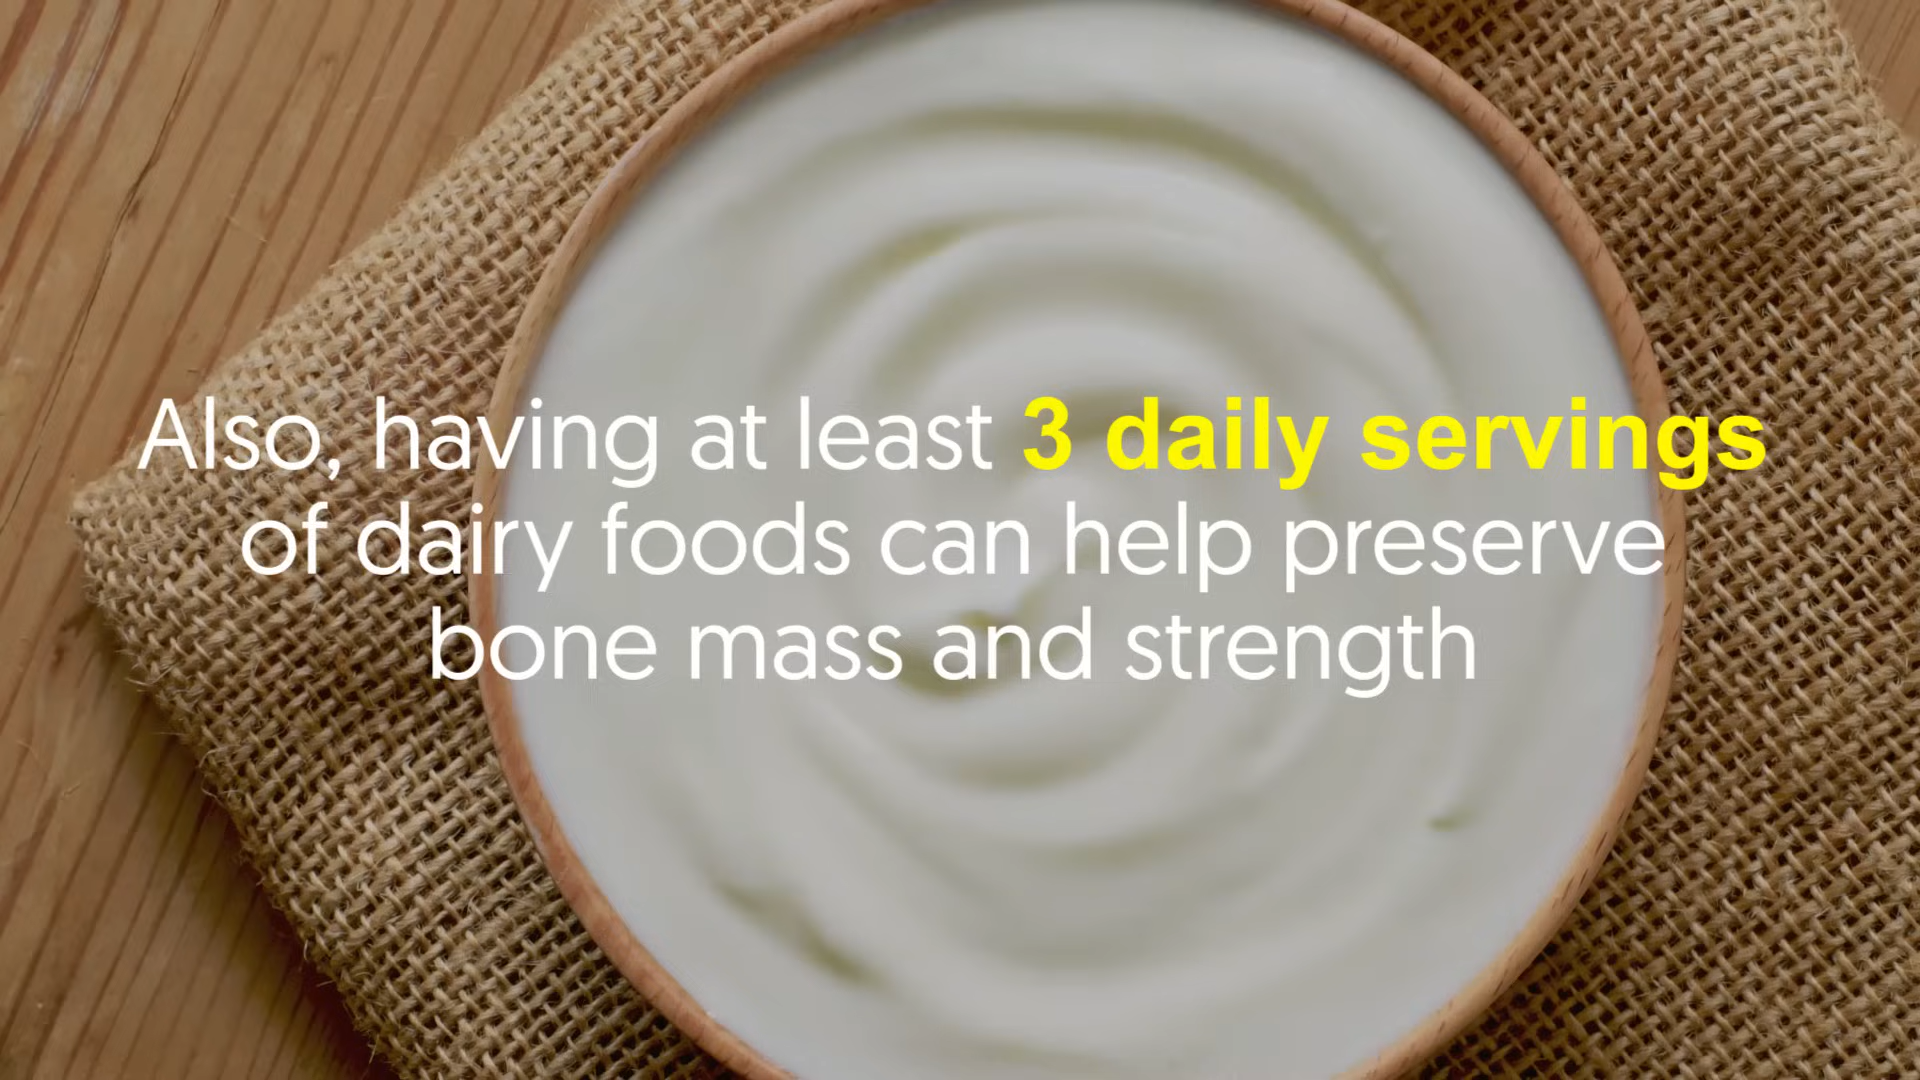 Also, having at least 3 daily servings
of dairy foods can help preserve
bone mass and strength